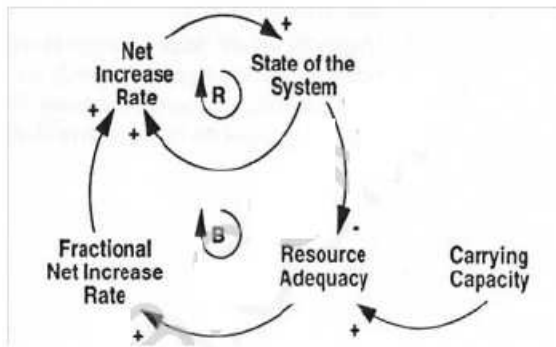 +
Net
Increase
Rate
R
State of the
System
+
+
B
-
Fractional
Net Increase
Rate
Resource
Adequacy
Carrying
Capacity
+
+